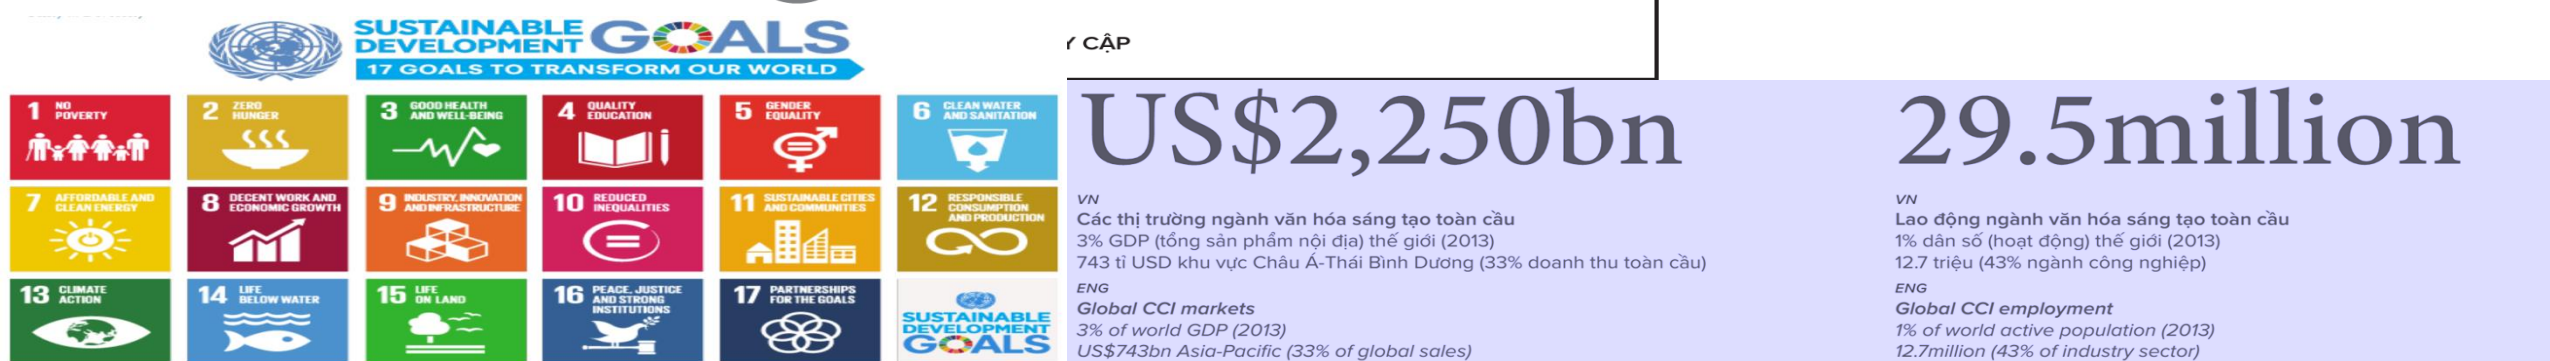 SUSTAINABLE
DEVELOPMENT
GOALS
17 GOALS TO TRANSFORM OUR WORLD
1 NO
POVERTY
2 ZERO
HUNGER
3 GOOD HEALTH
AND WELL-BEING
4 QUALITY
EDUCATION
5 GENDER
EQUALITY
6 CLEAN WATER
AND SANITATION
7 AFFORDABLE AND
CLEAN ENERGY
8 DECENT WORK AND
ECONOMIC GROWTH
9 INDUSTRY, INNOVATION
AND INFRASTRUCTURE
10 REDUCED
INEQUALITIES
11 SUSTAINABLE CITIES
AND COMMUNITIES
12 RESPONSIBLE
CONSUMPTION
AND PRODUCTION
13 CLIMATE
ACTION
14 LIFE
BELOW WATER
15 LIFE
ON LAND
16 PEACE, JUSTICE
AND STRONG
INSTITUTIONS
17 PARTNERSHIPS
FOR THE GOALS
SUSTAINABLE
DEVELOPMENT
GOALS
Y CẬP
US$2,250bn
VN
Các thị trường ngành văn hóa sáng tạo toàn cầu
3% GDP (tổng sản phẩm nội địa) thế giới (2013)
743 tỉ USD khu vực Châu Á-Thái Bình Dương (33% doanh thu toàn cầu)
ENG
Global CCI markets
3% of world GDP (2013)
US$743bn Asia-Pacific (33% of global sales)
29.5million
VN
Lao động ngành văn hóa sáng tạo toàn cầu
1% dân số (hoạt động) thế giới (2013)
12.7 triệu (43% ngành công nghiệp)
ENG
Global CCI employment
1% of world active population (2013)
12.7million (43% of industry sector)